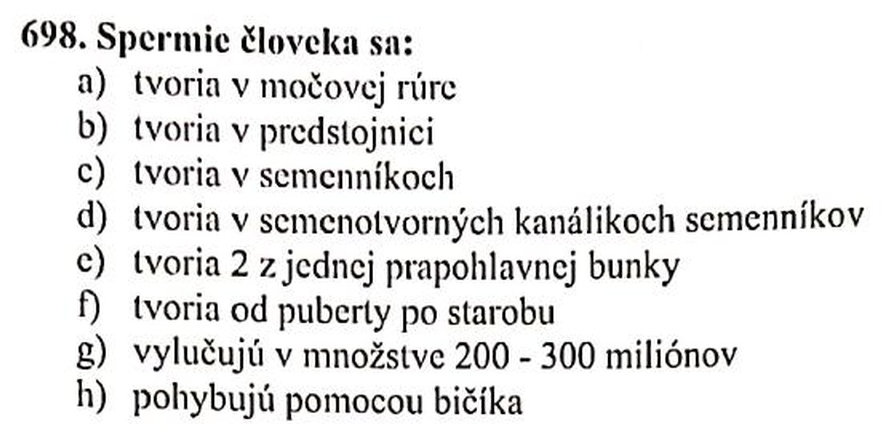 698. Spermie človeka sa:
a) tvoria v močovej rúre
b) tvoria v predstojnici
c) tvoria v semenníkoch
d) tvoria v semenotvorných kanálikoch semenníkov
e) tvoria 2 z jednej prapohlavnej bunky
f) tvoria od puberty po starobu
g) vylučujú v množstve 200 - 300 miliónov
h) pohybujú pomocou bičíka